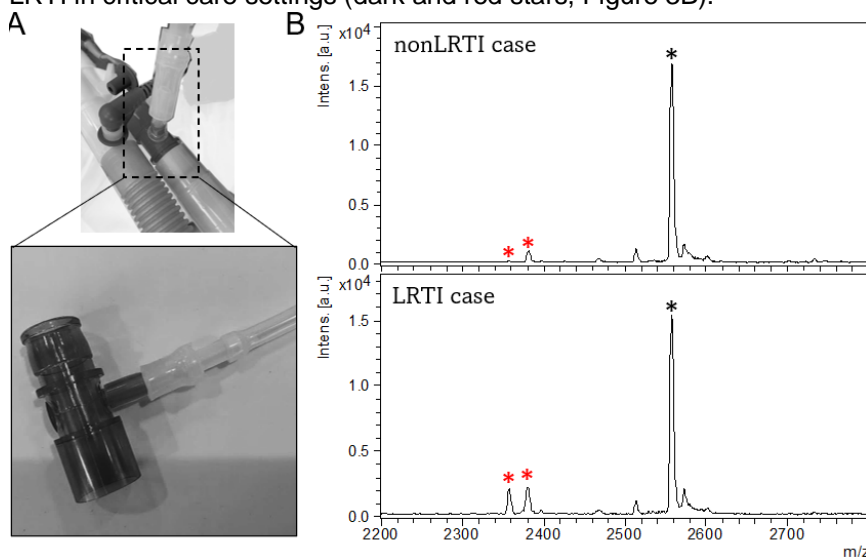 LRTI in critical care settings (dark and red stars, Figure
A
B
Intens. [a.u.]
x10⁴
nonLRTI case
*
1.5
1.0
0.5
* *
0.0
Intens. [a.u.]
x10⁴
LRTI case
*
1.5
1.0
0.5
* *
0.0
2200 2300 2400 2500 2600 2700
m/z